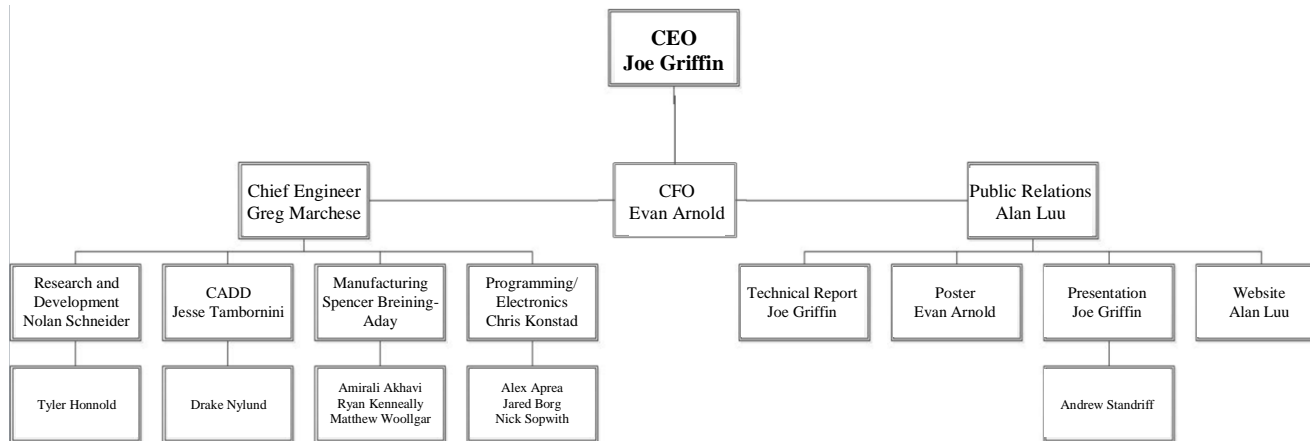 CEO
Joe Griffin
Chief Engineer
Greg Marchese
CFO
Evan Arnold
Public Relations
Alan Luu
Research and
Development
Nolan Schneider
CADD
Jesse Tambornini
Manufacturing
Spencer Breining-
Aday
Programming/
Electronics
Chris Konstad
Technical Report
Joe Griffin
Poster
Evan Arnold
Presentation
Joe Griffin
Website
Alan Luu
Tyler Honnold
Drake Nylund
Amirali Akhavi
Ryan Kenneally
Matthew Woollgar
Alex Aprea
Jared Borg
Nick Sopwith
Andrew Standriff